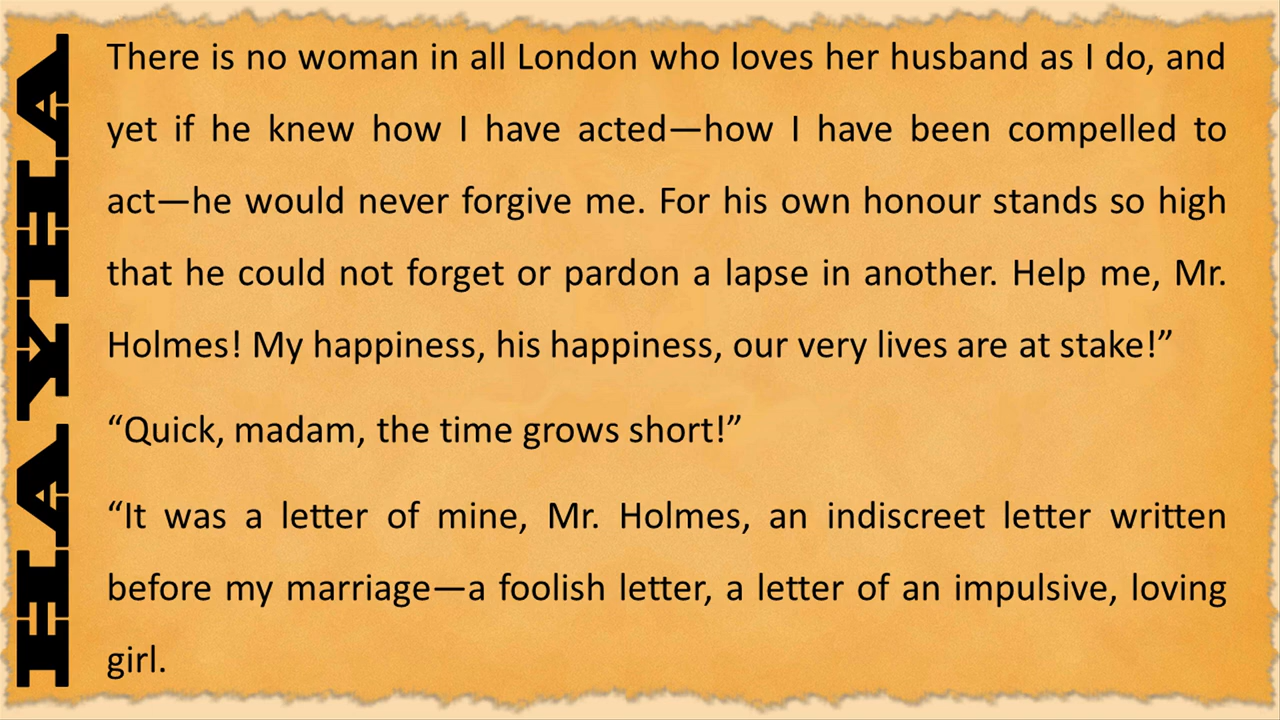 HAYHA
There is no woman in all London who loves her husband as I do, and
yet if he knew how I have acted—how I have been compelled to
act—he would never forgive me. For his own honour stands so high
that he could not forget or pardon a lapse in another. Help me, Mr.
Holmes! My happiness, his happiness, our very lives are at stake!”
“Quick, madam, the time grows short!”
“It was a letter of mine, Mr. Holmes, an indiscreet letter written
before my marriage—a foolish letter, a letter of an impulsive, loving
girl.